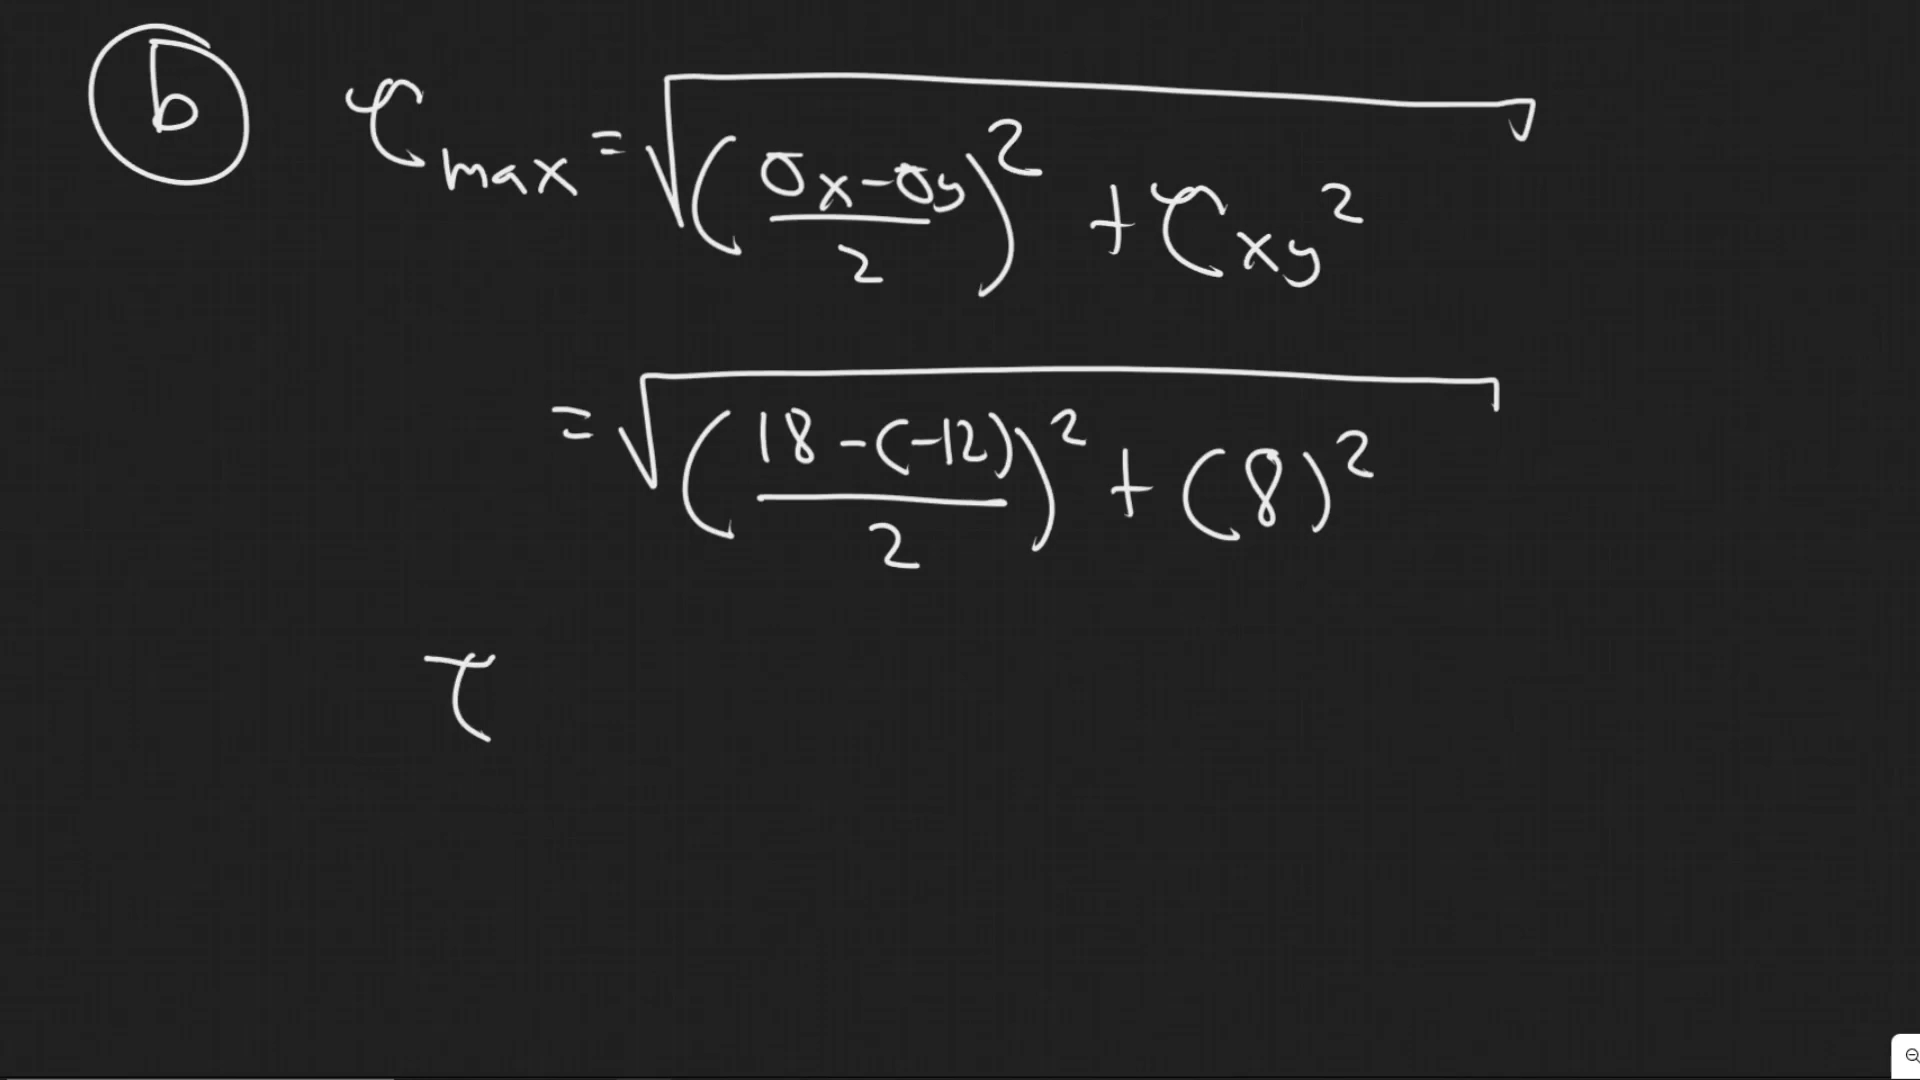 b τmax = √((σx-σy)/2)² + τxy²
= √((18-(-12))/2)² + (8)²
τ